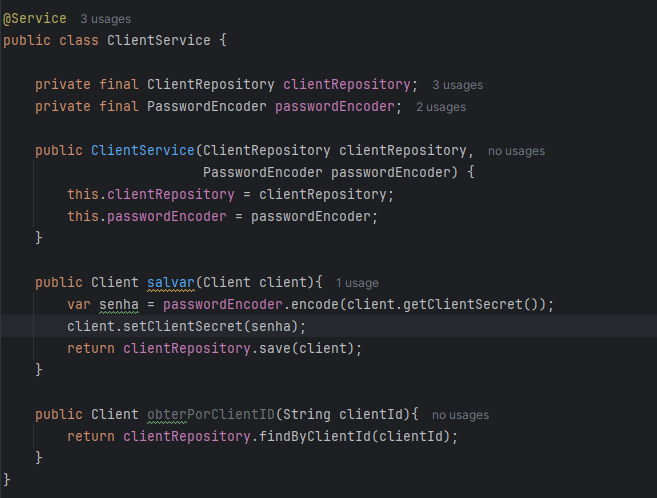 @Service 3 usages
public class ClientService {
private final ClientRepository clientRepository; 3 usages
private final PasswordEncoder passwordEncoder; 2 usages
public ClientService(ClientRepository clientRepository, no usages
PasswordEncoder passwordEncoder) {
this.clientRepository = clientRepository;
this.passwordEncoder = passwordEncoder;
}
public Client salvar(Client client){ 1 usage
var senha = passwordEncoder.encode(client.getClientSecret());
client.setClientSecret(senha);
return clientRepository.save(client);
}
public Client obterPorClientID(String clientId){ no usages
return clientRepository.findByClientId(clientId);
}
}